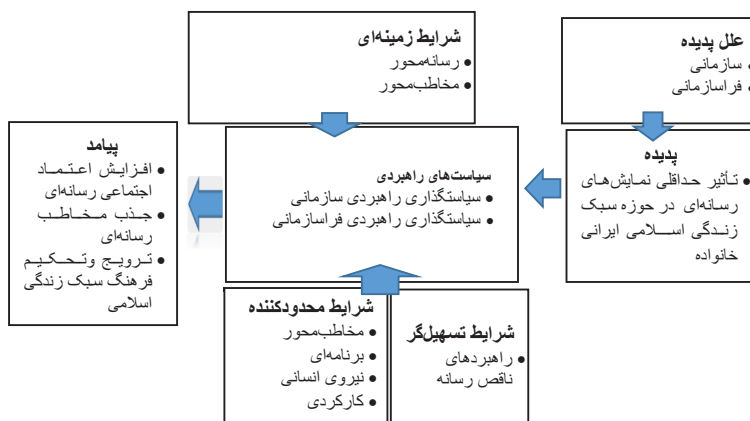 علل پدیده
• سازمانی
• فراسازمانی
پدیده
• تأثیر حداقلی نمایش‌های
رسانه‌ای در حوزه سبک
زندگی اسلامی ایرانی
خانواده
شرایط زمینه‌ای
• رسانه‌محور
• مخاطب‌محور
سیاست‌های راهبردی
• سیاستگذاری راهبردی سازمانی
• سیاستگذاری راهبردی فراسازمانی
شرایط تسهیل‌گر
• راهبردهای
ناقص رسانه
شرایط محدودکننده
• مخاطب‌محور
• برنامه‌ای
• نیروی انسانی
• کارکردی
پیامد
• افزایش اعتماد
اجتماعی رسانه‌ای
• جذب مخاطب
رسانه‌ای
• ترویج وتحکیم
فرهنگ سبک زندگی
اسلامی